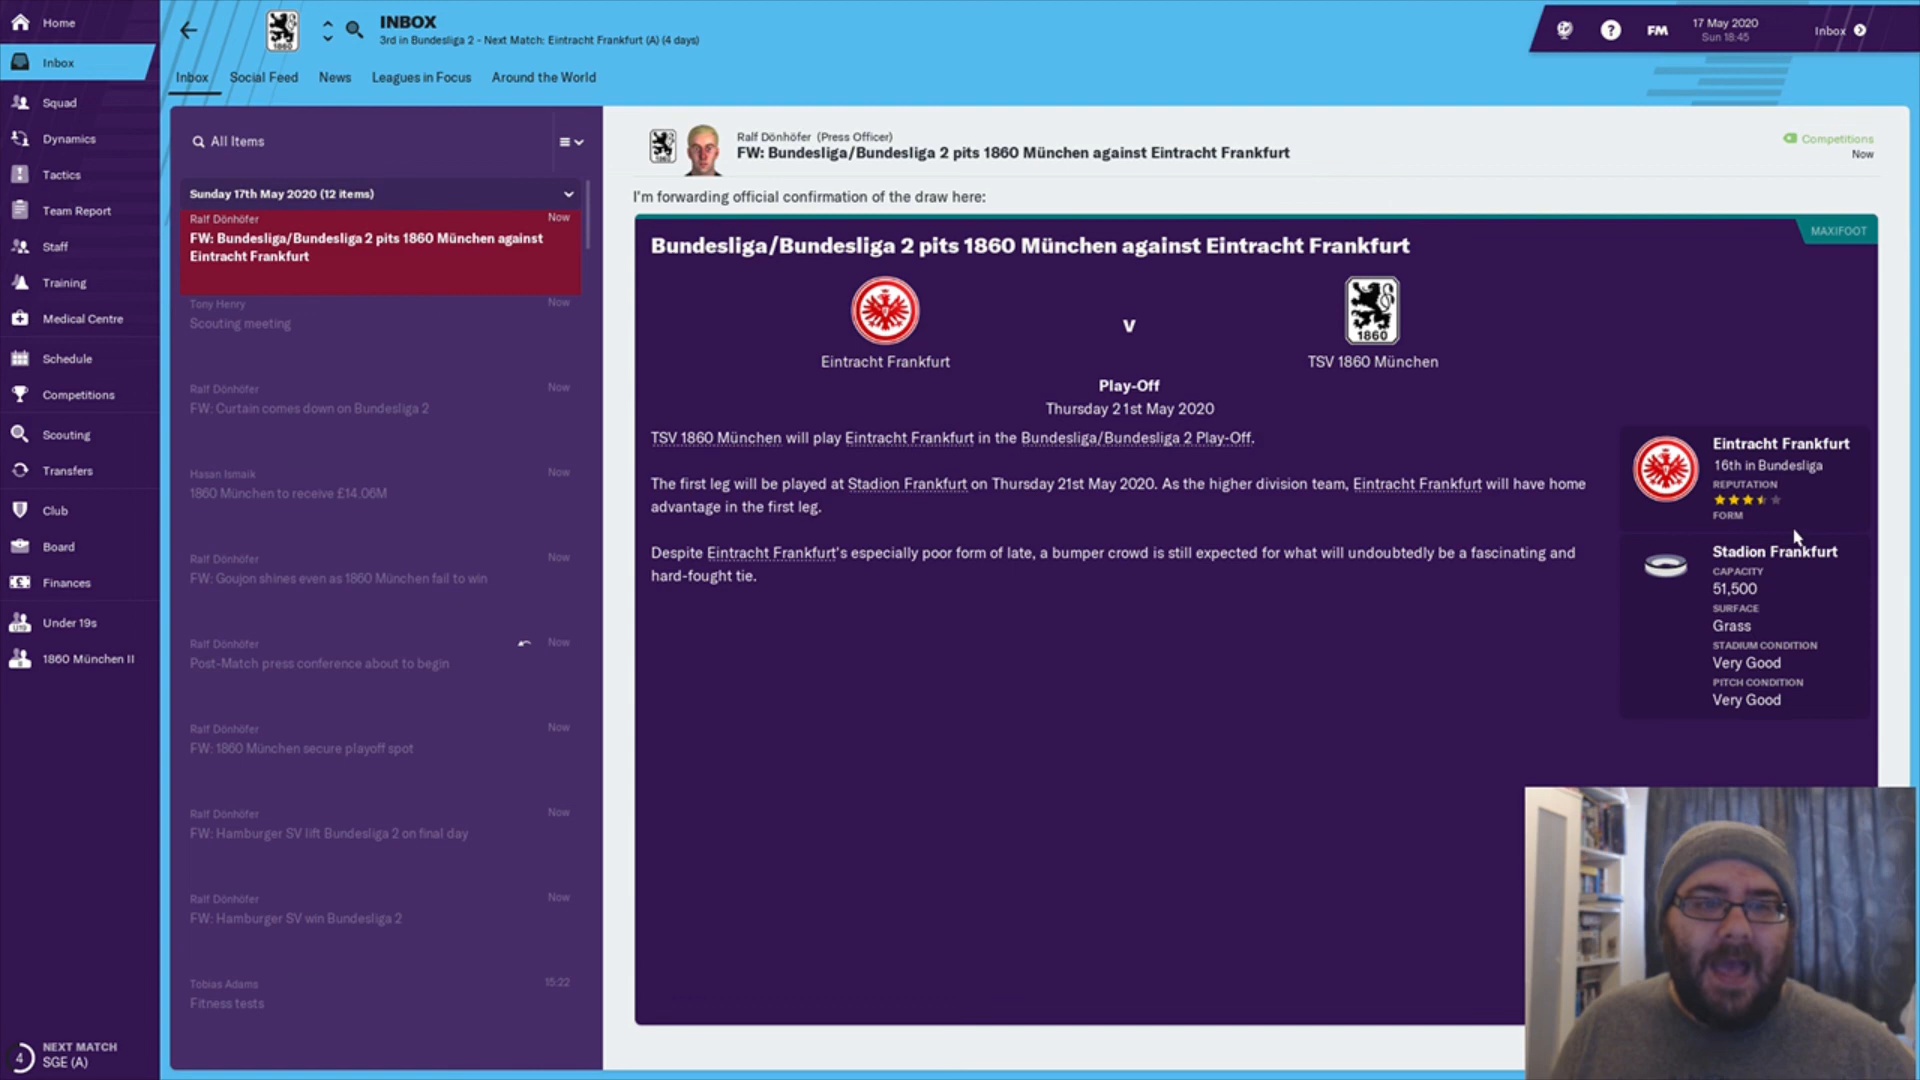 Home
Inbox
Squad
Dynamics
Tactics
Team Report
Staff
Training
Medical Centre
Schedule
Competitions
Scouting
Transfers
Club
Board
Finances
Under 19s
1860 München II
4
NEXT MATCH
SGE (A)
1860
INBOX
3rd in Bundesliga 2 - Next Match: Eintracht Frankfurt (A) (4 days)
?
FM
17 May 2020
Sun 18:45
Inbox
Inbox Social Feed News Leagues in Focus Around the World
All Items
Sunday 17th May 2020 (12 items)
Ralf Dönhöfer Now
FW: Bundesliga/Bundesliga 2 pits 1860 München against
Eintracht Frankfurt
Tony Henry Now
Scouting meeting
Ralf Dönhöfer Now
FW: Curtain comes down on Bundesliga 2
Hasan Ismaik Now
1860 München to receive £14.06M
Ralf Dönhöfer Now
FW: Goujon shines even as 1860 München fail to win
Ralf Dönhöfer Now
Post-Match press conference about to begin
Ralf Dönhöfer Now
FW: 1860 München secure playoff spot
Ralf Dönhöfer Now
FW: Hamburger SV lift Bundesliga 2 on final day
Ralf Dönhöfer Now
FW: Hamburger SV win Bundesliga 2
Tobias Adams 15:22
Fitness tests
Ralf Dönhöfer (Press Officer)
FW: Bundesliga/Bundesliga 2 pits 1860 München against Eintracht Frankfurt
Competitions
Now
I'm forwarding official confirmation of the draw here:
MAXIFOOT
Bundesliga/Bundesliga 2 pits 1860 München against Eintracht Frankfurt
v
1860
Eintracht Frankfurt
TSV 1860 München
Play-Off
Thursday 21st May 2020
TSV 1860 München will play Eintracht Frankfurt in the Bundesliga/Bundesliga 2 Play-Off.
The first leg will be played at Stadion Frankfurt on Thursday 21st May 2020. As the higher division team, Eintracht Frankfurt will have home
advantage in the first leg.
Despite Eintracht Frankfurt's especially poor form of late, a bumper crowd is still expected for what will undoubtedly be a fascinating and
hard-fought tie.
Eintracht Frankfurt
16th in Bundesliga
REPUTATION
FORM
Stadion Frankfurt
CAPACITY
51,500
SURFACE
Grass
STADIUM CONDITION
Very Good
PITCH CONDITION
Very Good